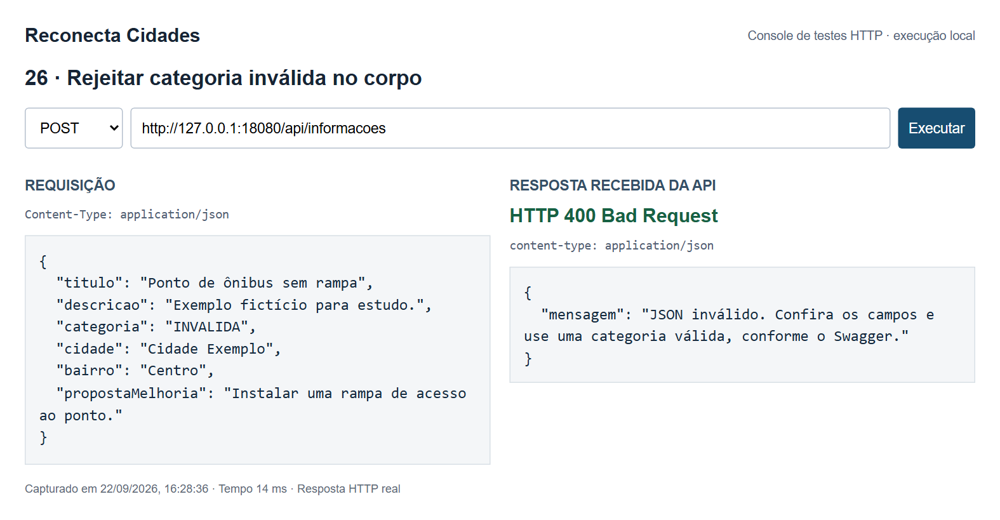 Reconecta Cidades
Console de testes HTTP · execução local
26 · Rejeitar categoria inválida no corpo
POST
http://127.0.0.1:18080/api/informacoes
Executar
REQUISIÇÃO
Content-Type: application/json
{
  "titulo": "Ponto de ônibus sem rampa",
  "descricao": "Exemplo fictício para estudo.",
  "categoria": "INVALIDA",
  "cidade": "Cidade Exemplo",
  "bairro": "Centro",
  "propostaMelhoria": "Instalar uma rampa de acesso
ao ponto."
}
RESPOSTA RECEBIDA DA API
HTTP 400 Bad Request
content-type: application/json
{
  "mensagem": "JSON inválido. Confira os campos e
use uma categoria válida, conforme o Swagger."
}
Capturado em 22/09/2026, 16:28:36 · Tempo 14 ms · Resposta HTTP real